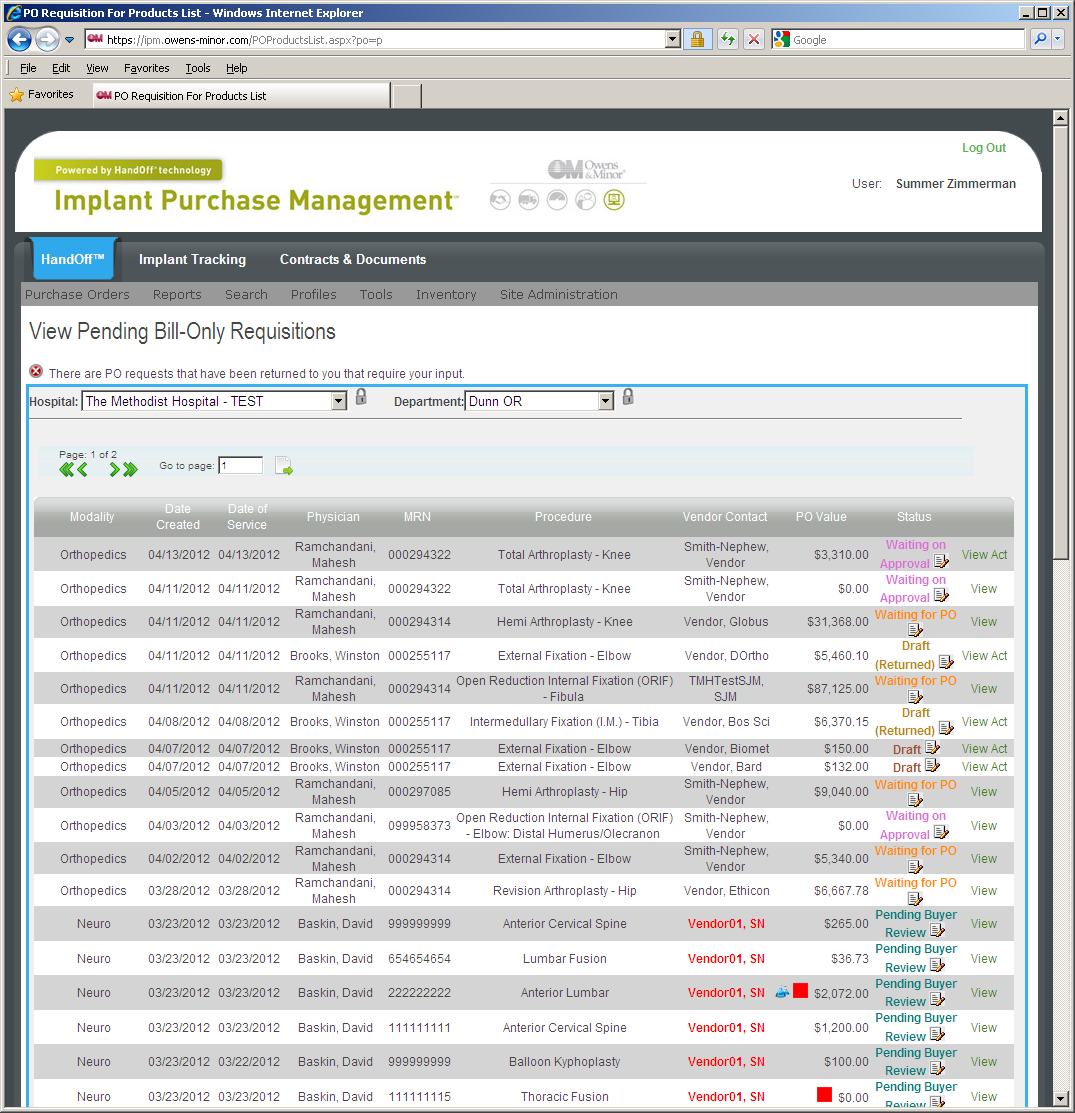 PO Requisition For Products List - Windows Internet Explorer
https://ipm.owens-minor.com/POProductsList.aspx?po=p
Google
File Edit View Favorites Tools Help
Favorites OM PO Requisition For Products List
Log Out
Powered by HandOff™ technology
OM Owens & Minor®
Implant Purchase Management™
User: Summer Zimmerman
HandOff™ Implant Tracking Contracts & Documents
Purchase Orders Reports Search Profiles Tools Inventory Site Administration
View Pending Bill-Only Requisitions
There are PO requests that have been returned to you that require your input.
Hospital: The Methodist Hospital - TEST Department: Dunn OR
Page: 1 of 2
Go to page: 1
Modality Date Created Date of Service Physician MRN Procedure Vendor Contact PO Value Status
Orthopedics 04/13/2012 04/13/2012 Ramchandani, Mahesh 000294322 Total Arthroplasty - Knee Smith-Nephew, Vendor $3,310.00 Waiting on Approval View Act
Orthopedics 04/11/2012 04/11/2012 Ramchandani, Mahesh 000294322 Total Arthroplasty - Knee Smith-Nephew, Vendor $0.00 Waiting on Approval View
Orthopedics 04/11/2012 04/11/2012 Ramchandani, Mahesh 000294314 Hemi Arthroplasty - Knee Vendor, Globus $31,368.00 Waiting for PO View
Orthopedics 04/11/2012 04/11/2012 Brooks, Winston 000255117 External Fixation - Elbow Vendor, DOrtho $5,460.10 Draft (Returned) View Act
Orthopedics 04/11/2012 04/11/2012 Ramchandani, Mahesh 000294314 Open Reduction Internal Fixation (ORIF) - Fibula TMHTestSJM, SJM $87,125.00 Waiting for PO View
Orthopedics 04/08/2012 04/08/2012 Brooks, Winston 000255117 Intermedullary Fixation (I.M.) - Tibia Vendor, Bos Sci $6,370.15 Draft (Returned) View Act
Orthopedics 04/07/2012 04/07/2012 Brooks, Winston 000255117 External Fixation - Elbow Vendor, Biomet $150.00 Draft View Act
Orthopedics 04/07/2012 04/07/2012 Brooks, Winston 000255117 External Fixation - Elbow Vendor, Bard $132.00 Draft View Act
Orthopedics 04/05/2012 04/05/2012 Ramchandani, Mahesh 000297085 Hemi Arthroplasty - Hip Smith-Nephew, Vendor $9,040.00 Waiting for PO View
Orthopedics 04/03/2012 04/03/2012 Ramchandani, Mahesh 099958373 Open Reduction Internal Fixation (ORIF) - Elbow: Distal Humerus/Olecranon Smith-Nephew, Vendor $0.00 Waiting on Approval View
Orthopedics 04/02/2012 04/02/2012 Ramchandani, Mahesh 000294314 External Fixation - Elbow Smith-Nephew, Vendor $5,340.00 Waiting for PO View
Orthopedics 03/28/2012 03/28/2012 Ramchandani, Mahesh 000294314 Revision Arthroplasty - Hip Vendor, Ethicon $6,667.78 Waiting for PO View
Neuro 03/23/2012 03/23/2012 Baskin, David 999999999 Anterior Cervical Spine Vendor01, SN $265.00 Pending Buyer Review View
Neuro 03/23/2012 03/23/2012 Baskin, David 654654654 Lumbar Fusion Vendor01, SN $36.73 Pending Buyer Review View
Neuro 03/23/2012 03/23/2012 Baskin, David 222222222 Anterior Lumbar Vendor01, SN $2,072.00 Pending Buyer Review View
Neuro 03/23/2012 03/23/2012 Baskin, David 111111111 Anterior Cervical Spine Vendor01, SN $1,200.00 Pending Buyer Review View
Neuro 03/23/2012 03/22/2012 Baskin, David 999999999 Balloon Kyphoplasty Vendor01, SN $100.00 Pending Buyer Review View
Neuro 03/23/2012 03/23/2012 Baskin, David 111111115 Thoracic Fusion Vendor01, SN $0.00 Pending Buyer Review View